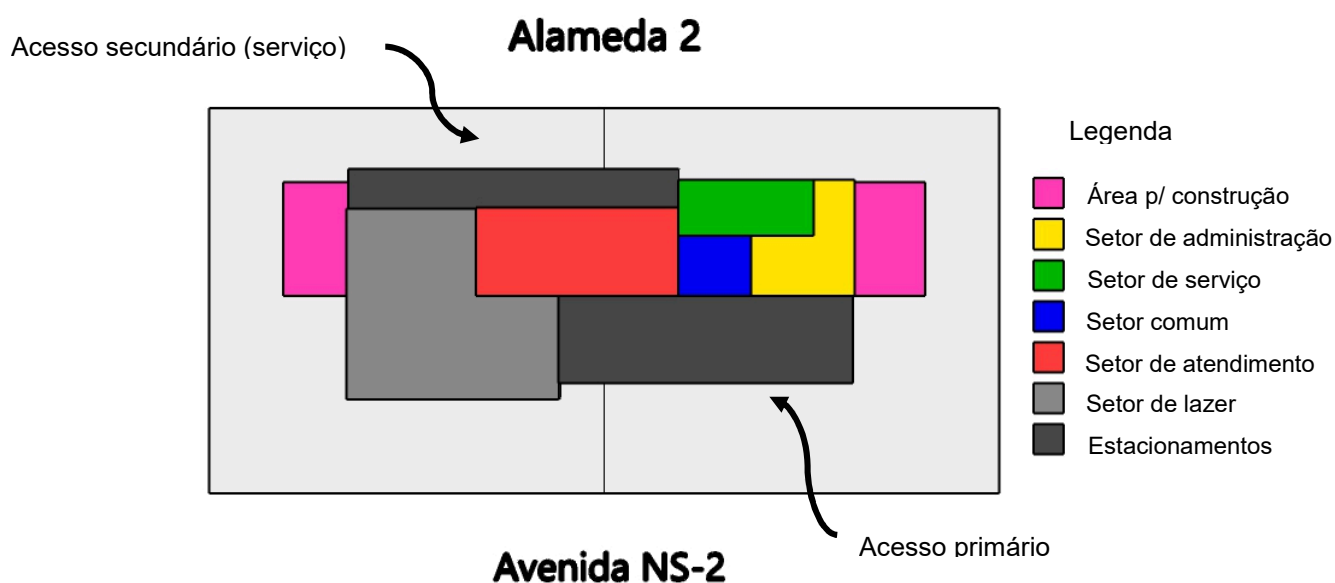 Alameda 2
Acesso secundário (serviço)
Legenda
Área p/ construção
Setor de administração
Setor de serviço
Setor comum
Setor de atendimento
Setor de lazer
Estacionamentos
Acesso primário
Avenida NS-2